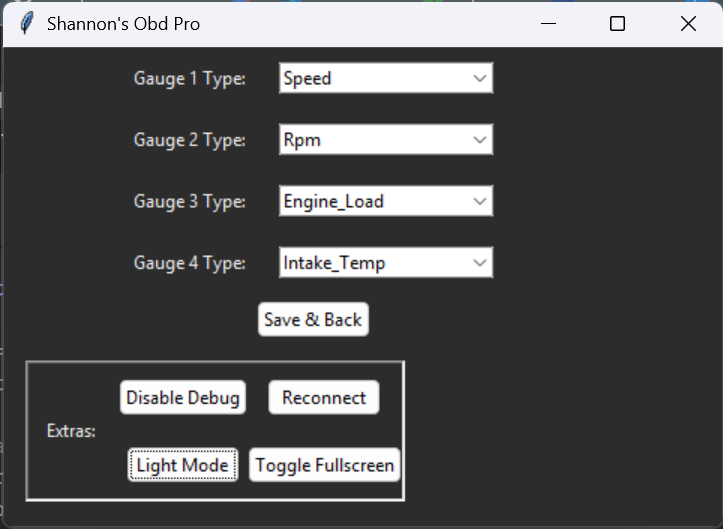 Shannon's Obd Pro
Gauge 1 Type: Speed
Gauge 2 Type: Rpm
Gauge 3 Type: Engine_Load
Gauge 4 Type: Intake_Temp
Save & Back
Disable Debug Reconnect
Extras:
Light Mode Toggle Fullscreen